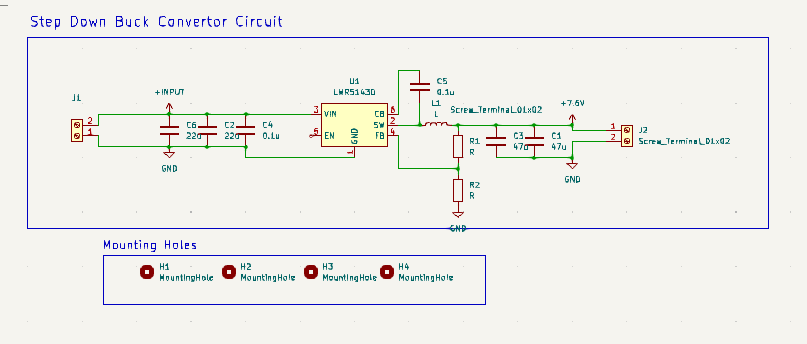 Step Down Buck Convertor Circuit
J1
2
1
+INPUT
C6
22u
C2
22u
C4
0.1u
GND
U1
LMR51430
3 VIN
5 EN
CB 6
SW 2
FB 4
GND
1
C5
0.1u
L1
L
Screw_Terminal_01x02
R1
R
R2
R
GND
C3
47u
C1
47u
+7.6V
GND
1
2
J2
Screw_Terminal_01x02
Mounting Holes
H1
MountingHole
H2
MountingHole
H3
MountingHole
H4
MountingHole